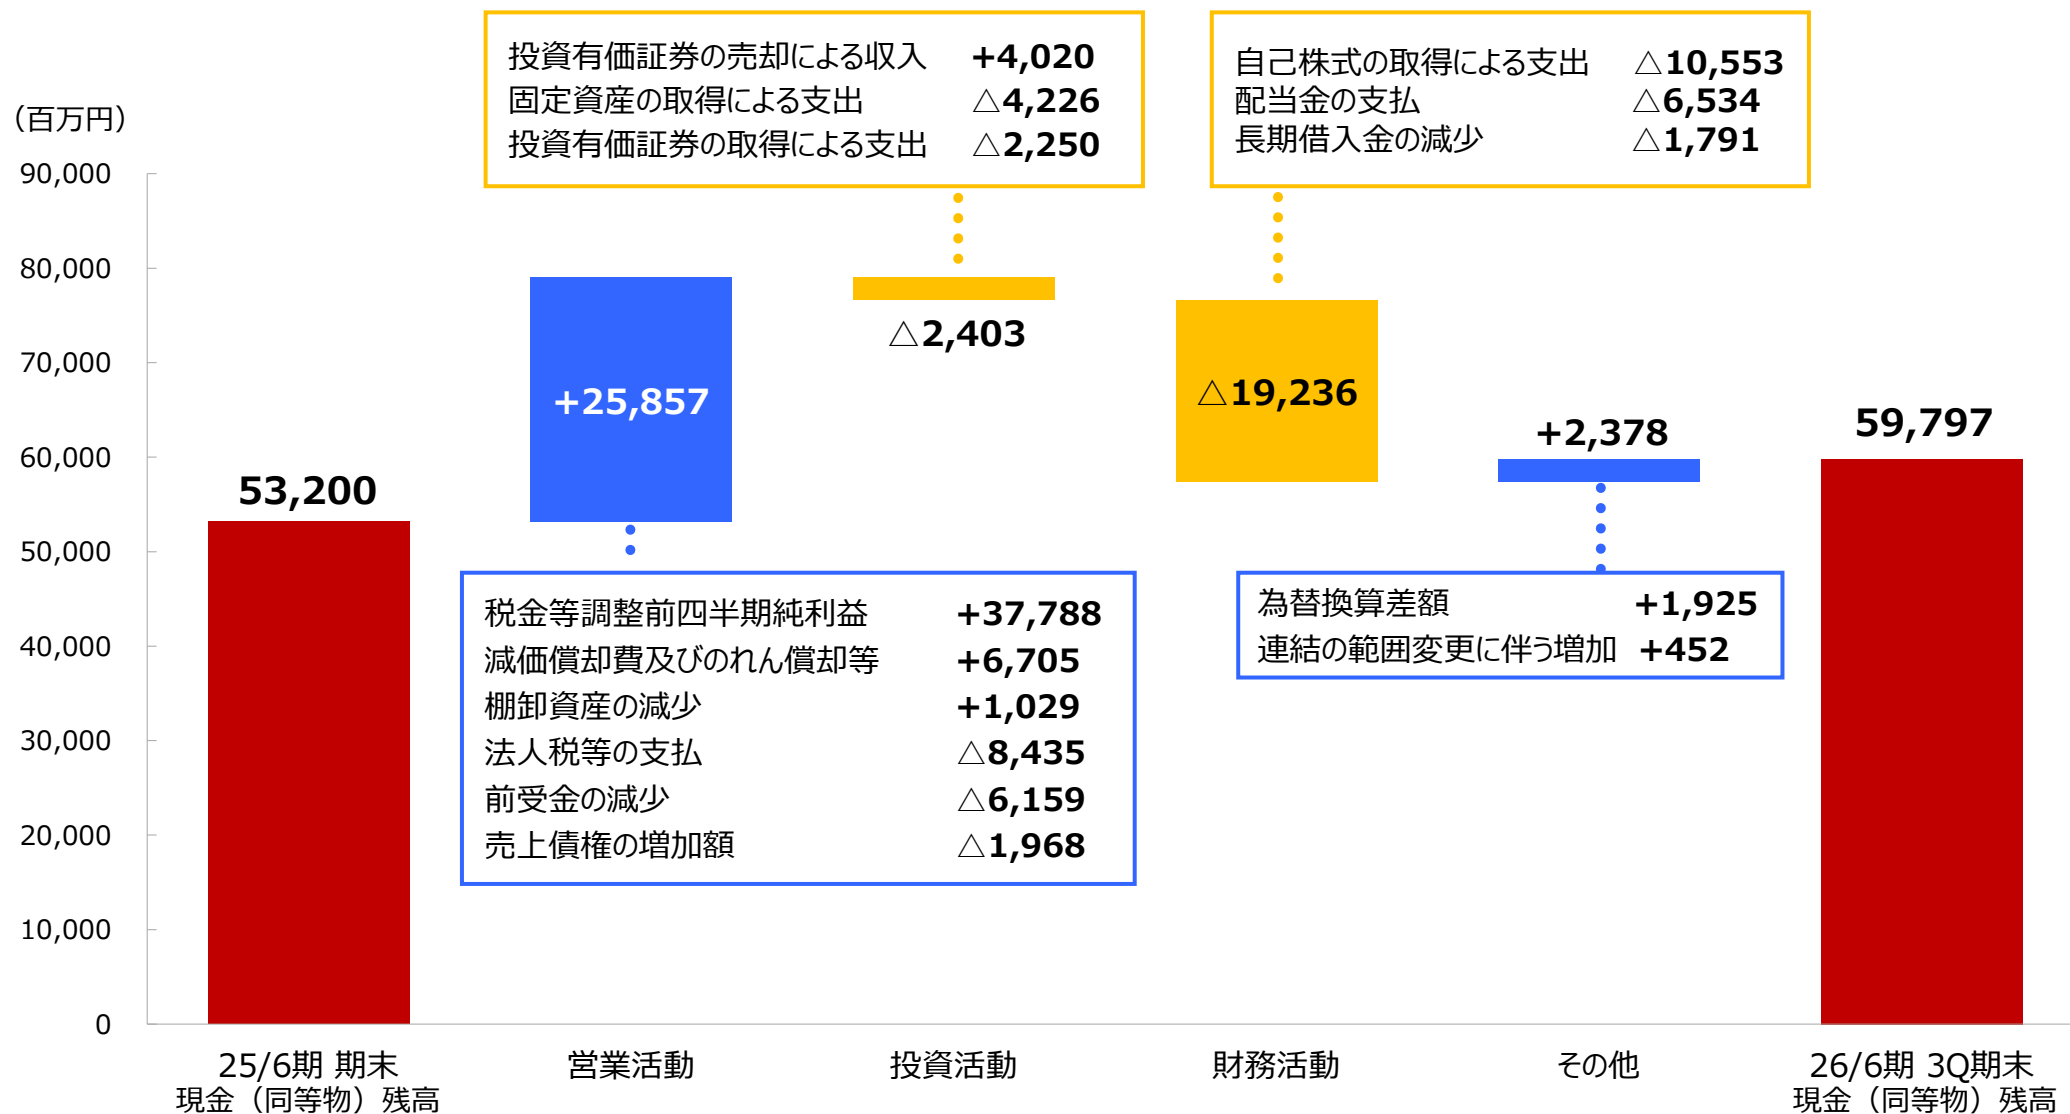 投資有価証券の売却による収入 +4,020
固定資産の取得による支出 △4,226
投資有価証券の取得による支出 △2,250
自己株式の取得による支出 △10,553
配当金の支払 △6,534
長期借入金の減少 △1,791
（百万円）
90,000
80,000
70,000
60,000
50,000
40,000
30,000
20,000
10,000
0
53,200
+25,857
△2,403
△19,236
+2,378
59,797
税金等調整前四半期純利益 +37,788
減価償却費及びのれん償却等 +6,705
棚卸資産の減少 +1,029
法人税等の支払 △8,435
前受金の減少 △6,159
売上債権の増加額 △1,968
為替換算差額 +1,925
連結の範囲変更に伴う増加 +452
25/6期 期末
現金（同等物）残高
営業活動
投資活動
財務活動
その他
26/6期 3Q期末
現金（同等物）残高